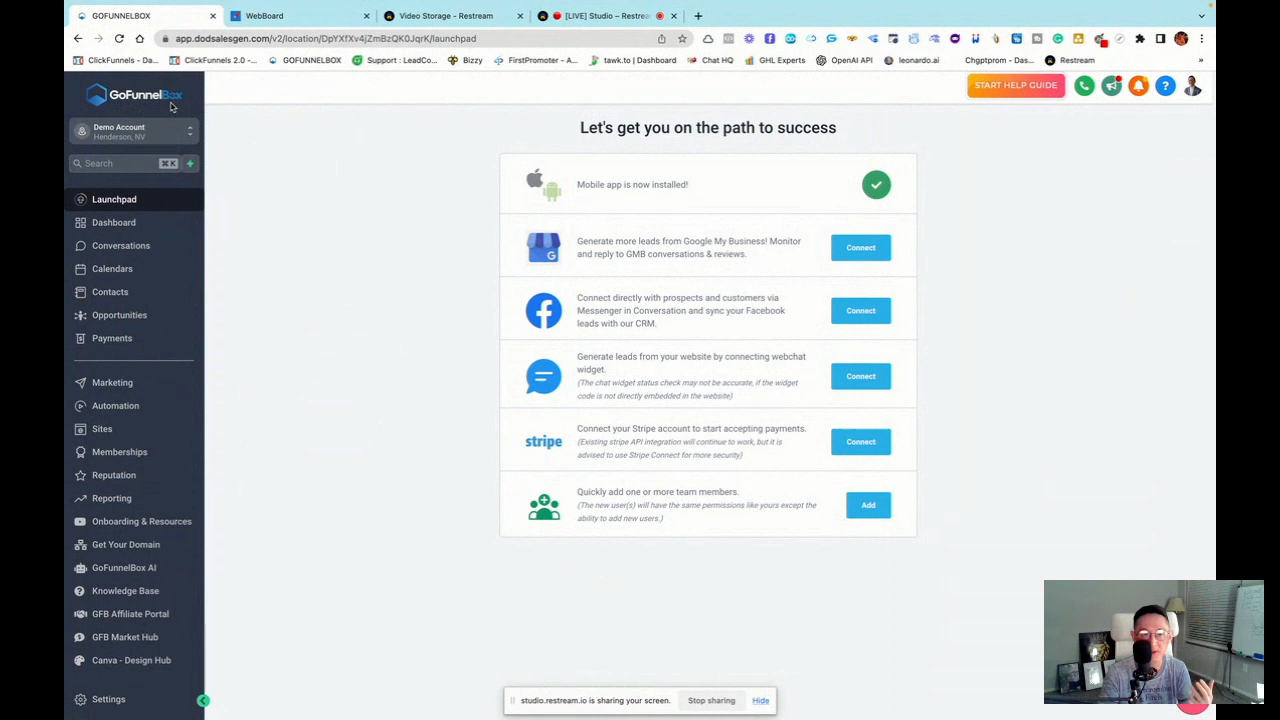 GOFUNNELBOX
WebBoard
Video Storage - Restream
[LIVE] Studio – Restrea
app.dodsalesgen.com/v2/location/DpYXfXv4jZmBzQK0JqrK/launchpad
ClickFunnels - Da...
ClickFunnels 2.0 -...
GOFUNNELBOX
Support : LeadCo...
Bizzy
FirstPromoter - A...
tawk.to | Dashboard
Chat HQ
GHL Experts
OpenAI API
leonardo.ai
Chgptprom - Das...
Restream
»
GoFunnelBox
START HELP GUIDE
Demo Account
Henderson, NV
Search
⌘ K
Launchpad
Dashboard
Conversations
Calendars
Contacts
Opportunities
Payments
Marketing
Automation
Sites
Memberships
Reputation
Reporting
Onboarding & Resources
Get Your Domain
GoFunnelBox AI
Knowledge Base
GFB Affiliate Portal
GFB Market Hub
Canva - Design Hub
Settings
Let's get you on the path to success
Mobile app is now installed!
Generate more leads from Google My Business! Monitor
and reply to GMB conversations & reviews.
Connect
Connect directly with prospects and customers via
Messenger in Conversation and sync your Facebook
leads with our CRM.
Connect
Generate leads from your website by connecting webchat
widget.
(The chat widget status check may not be accurate, if the widget
code is not directly embedded in the website)
Connect
stripe
Connect your Stripe account to start accepting payments.
(Existing stripe API integration will continue to work, but it is
advised to use Stripe Connect for more security)
Connect
Quickly add one or more team members.
(The new user(s) will have the same permissions like yours except the
ability to add new users.)
Add
studio.restream.io is sharing your screen.
Stop sharing
Hide